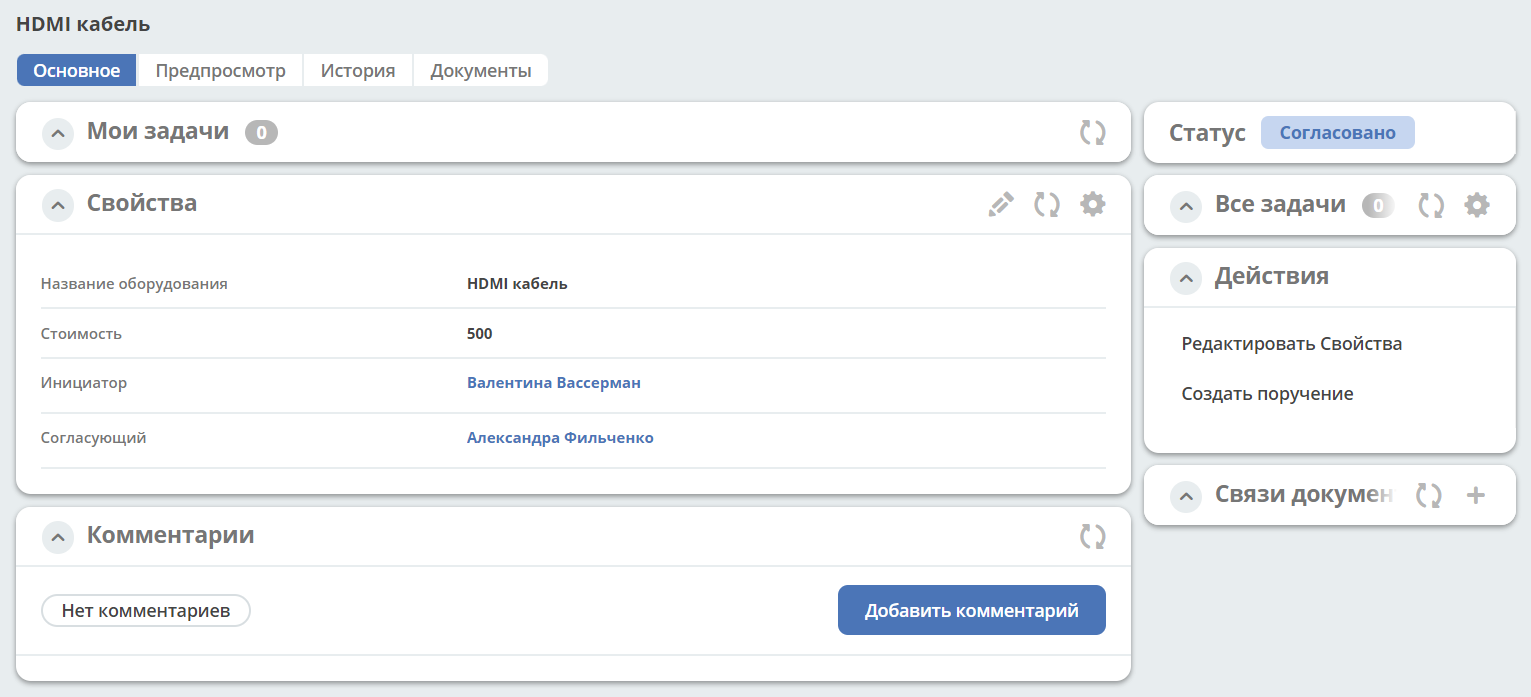 HDMI кабель
Основное Предпросмотр История Документы
Мои задачи 0
Свойства
Название оборудования HDMI кабель
Стоимость 500
Инициатор Валентина Вассерман
Согласующий Александра Фильченко
Комментарии
Нет комментариев Добавить комментарий
Статус Согласовано
Все задачи 0
Действия
Редактировать Свойства
Создать поручение
Связи докумен